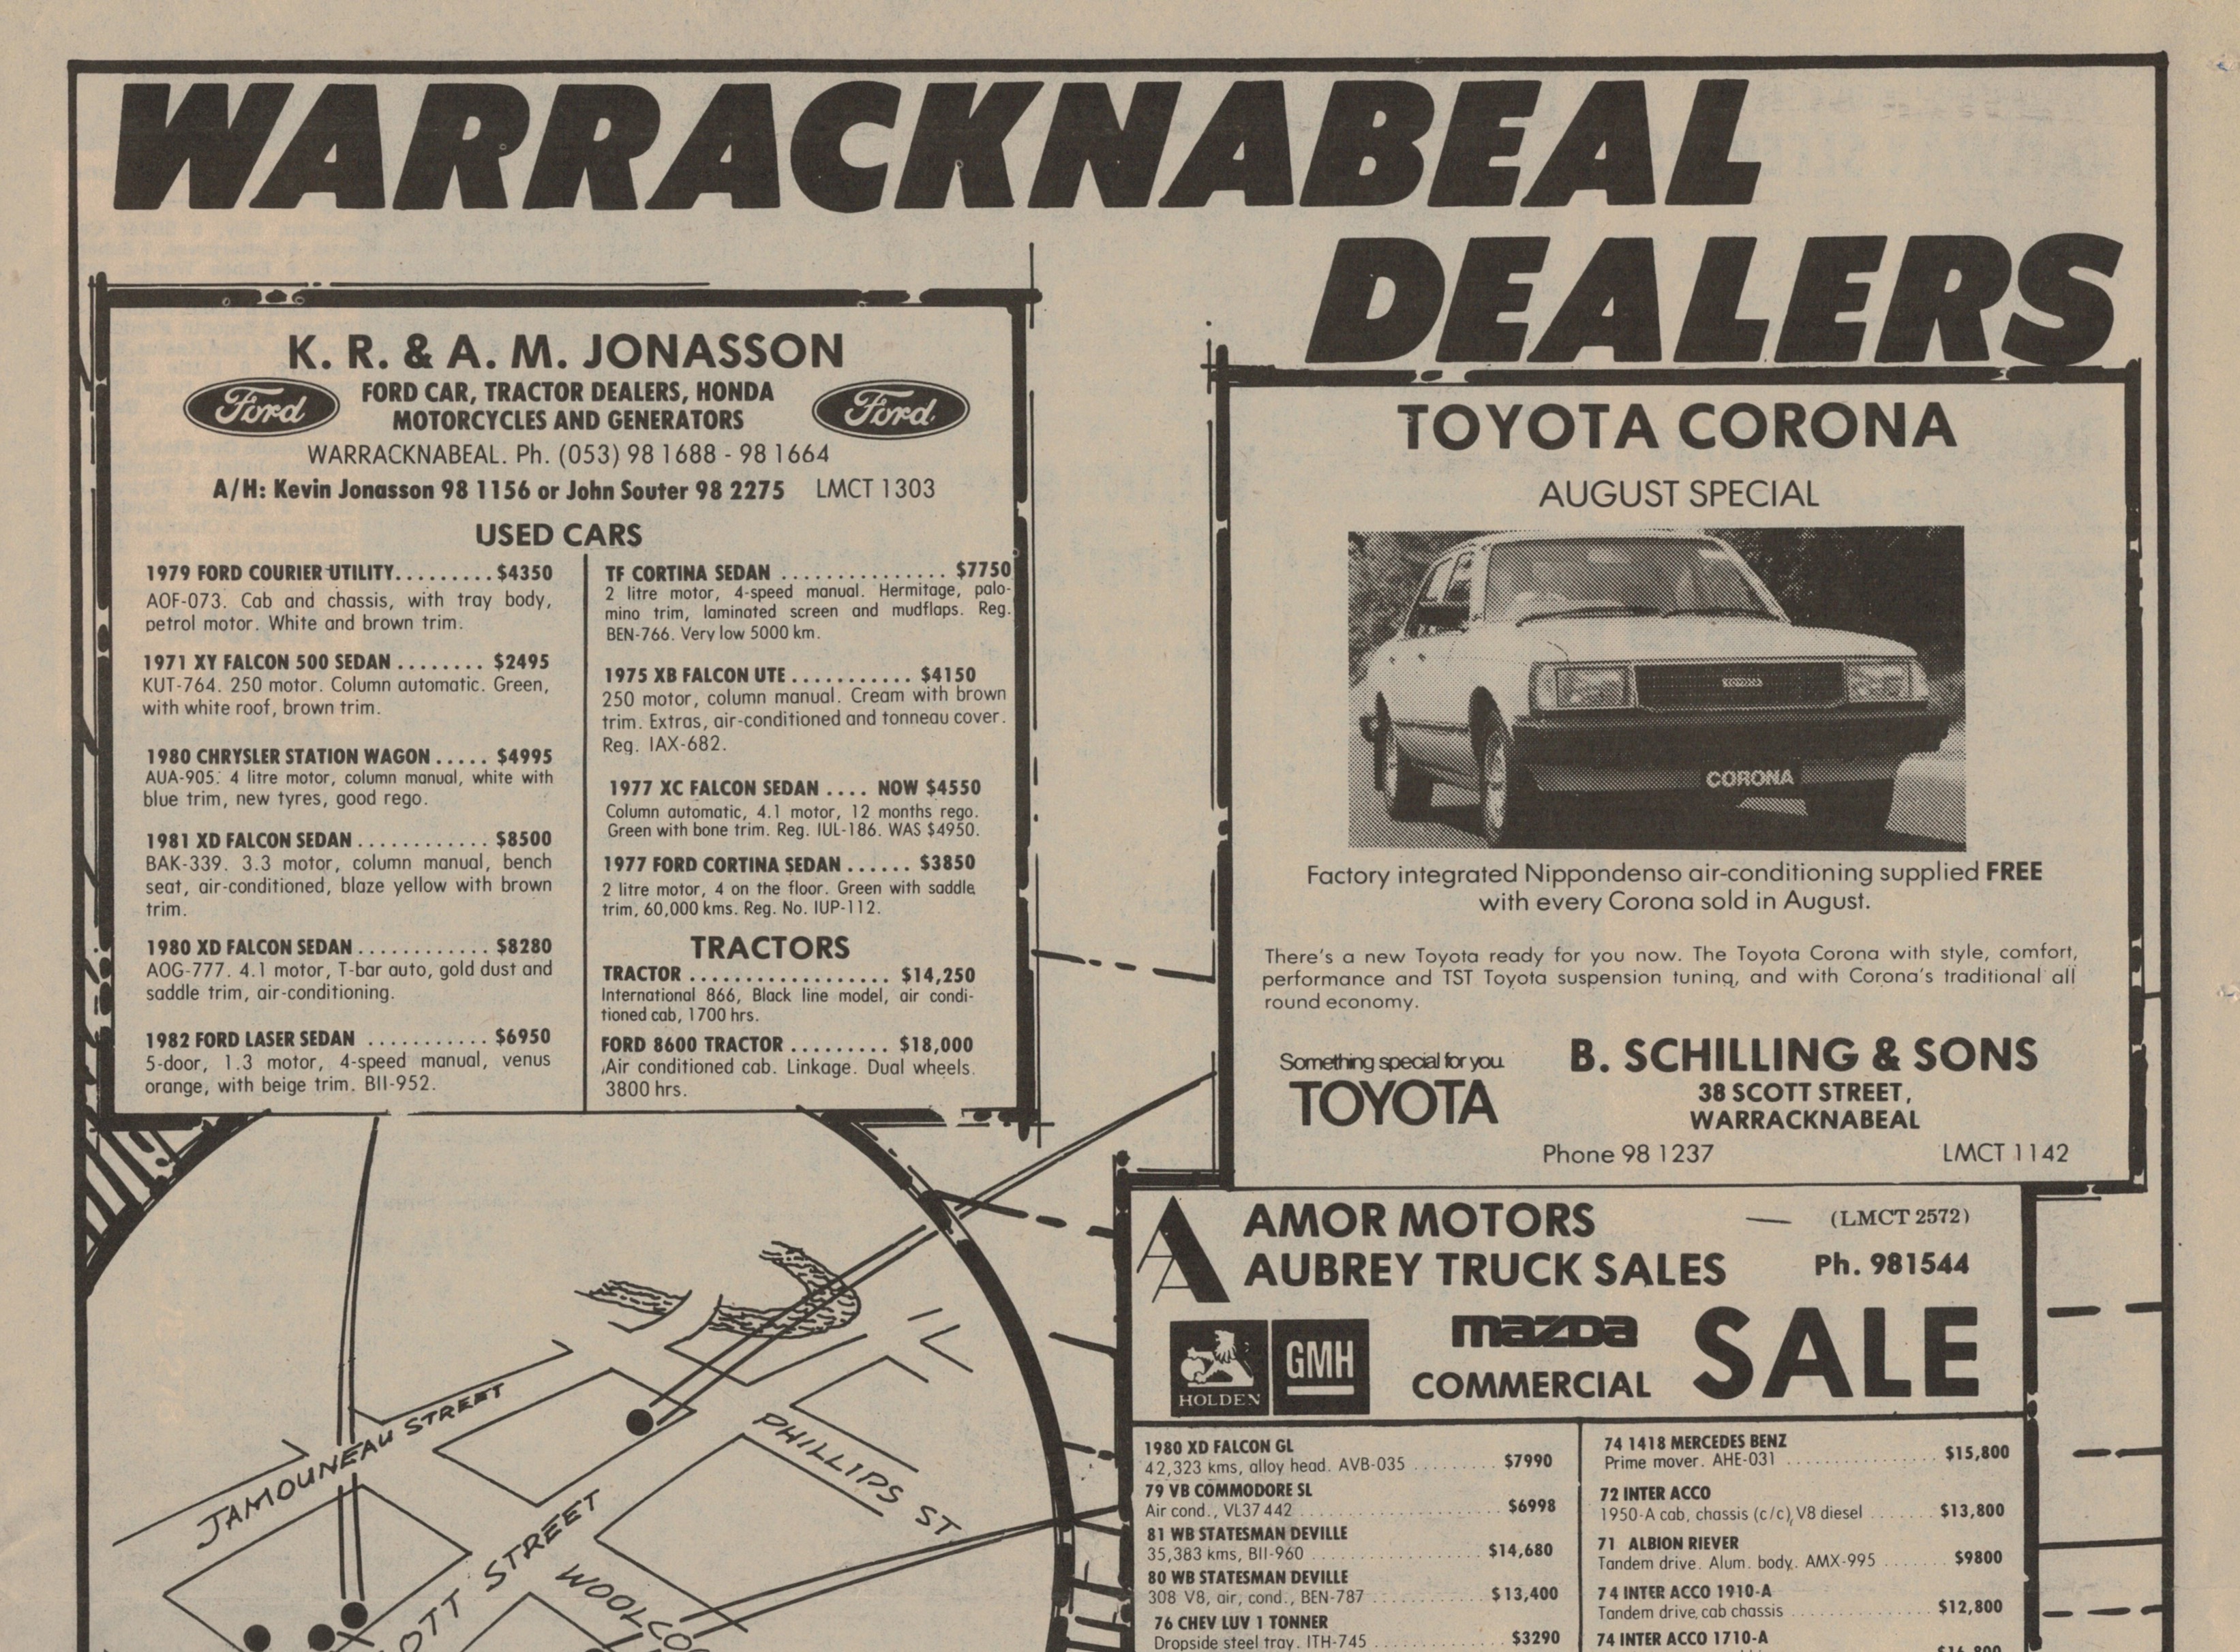 WARRACKNABEAL
DEALERS
K. R. & A. M. JONASSON
Ford
FORD CAR, TRACTOR DEALERS, HONDA
MOTORCYCLES AND GENERATORS
Ford
WARRACKNABEAL. Ph. (053) 98 1688 - 98 1664
A/H: Kevin Jonasson 98 1156 or John Souter 98 2275 LMCT 1303
USED CARS
1979 FORD COURIER UTILITY......... $4350
AOF-073. Cab and chassis, with tray body,
petrol motor. White and brown trim.
1971 XY FALCON 500 SEDAN ........ $2495
KUT-764. 250 motor. Column automatic. Green,
with white roof, brown trim.
1980 CHRYSLER STATION WAGON ..... $4995
AUA-905. 4 litre motor, column manual, white with
blue trim, new tyres, good rego.
1981 XD FALCON SEDAN ............ $8500
BAK-339. 3.3 motor, column manual, bench
seat, air-conditioned, blaze yellow with brown
trim.
1980 XD FALCON SEDAN ............ $8280
AOG-777. 4.1 motor, T-bar auto, gold dust and
saddle trim, air-conditioning.
1982 FORD LASER SEDAN ........... $6950
5-door, 1.3 motor, 4-speed manual, venus
orange, with beige trim. BII-952.
TF CORTINA SEDAN ............... $7750
2 litre motor, 4-speed manual. Hermitage, palo-
mino trim, laminated screen and mudflaps. Reg.
BEN-766. Very low 5000 km.
1975 XB FALCON UTE ........... $4150
250 motor, column manual. Cream with brown
trim. Extras, air-conditioned and tonneau cover.
Reg. IAX-682.
1977 XC FALCON SEDAN .... NOW $4550
Column automatic, 4.1 motor, 12 months rego.
Green with bone trim. Reg. IUL-186. WAS $4950.
1977 FORD CORTINA SEDAN ...... $3850
2 litre motor, 4 on the floor. Green with saddle
trim, 60,000 kms. Reg. No. IUP-112.
TRACTORS
TRACTOR .................. $14,250
International 866, Black line model, air condi-
tioned cab, 1700 hrs.
FORD 8600 TRACTOR ......... $18,000
Air conditioned cab. Linkage. Dual wheels.
3800 hrs.
TOYOTA CORONA
AUGUST SPECIAL
TOYOTA
CORONA
Factory integrated Nippondenso air-conditioning supplied FREE
with every Corona sold in August.
There's a new Toyota ready for you now. The Toyota Corona with style, comfort,
performance and TST Toyota suspension tuning, and with Corona's traditional all
round economy.
Something special for you.
TOYOTA
B. SCHILLING & SONS
38 SCOTT STREET,
WARRACKNABEAL
Phone 98 1237 LMCT 1142
AMOR MOTORS — (LMCT 2572)
AUBREY TRUCK SALES Ph. 981544
HOLDEN
GMH
mazda
COMMERCIAL
SALE
1980 XD FALCON GL
42,323 kms, alloy head. AVB-035 ......... $7990
79 VB COMMODORE SL
Air cond., VL37 442 ....................... $6998
81 WB STATESMAN DEVILLE
35,383 kms, BII-960 ................... $14,680
80 WB STATESMAN DEVILLE
308 V8, air, cond., BEN-787 ............ $13,400
76 CHEV LUV 1 TONNER
Dropside steel tray. ITH-745 .............. $3290
74 1418 MERCEDES BENZ
Prime mover. AHE-031 ................ $15,800
72 INTER ACCO
1950-A cab, chassis (c/c), V8 diesel ....... $13,800
71 ALBION RIEVER
Tandem drive. Alum. body. AMX-995 ....... $9800
74 INTER ACCO 1910-A
Tandem drive, cab chassis ............... $12,800
74 INTER ACCO 1710-A
JAMOUNEAU STREET
PHILLIPS ST.
OTT STREET
WOOLCO